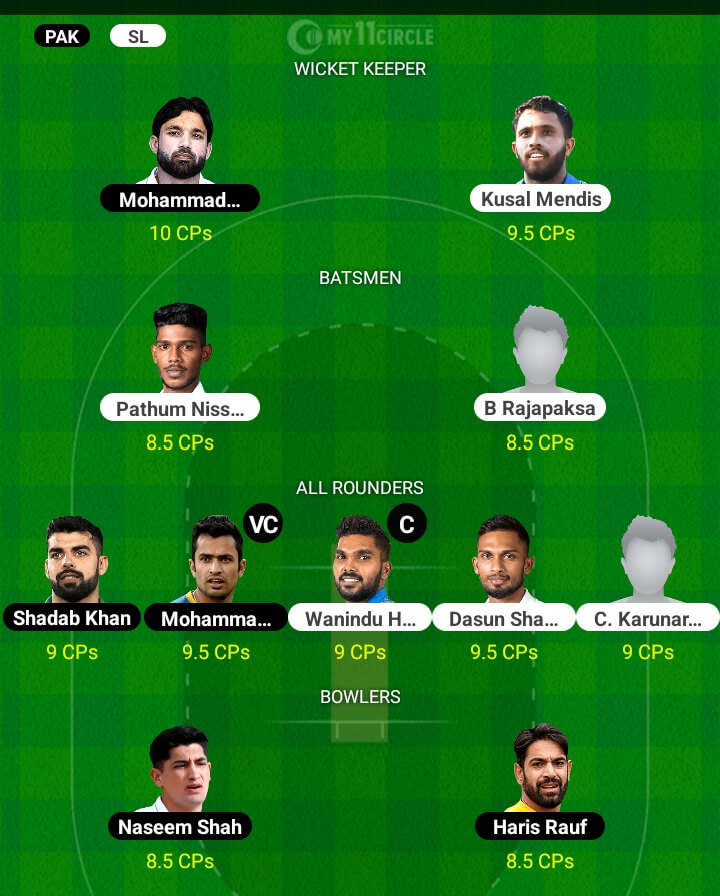 PAK SL
MY11CIRCLE
WICKET KEEPER
Mohammad... Kusal Mendis
10 CPs 9.5 CPs
BATSMEN
Pathum Niss... B Rajapaksa
8.5 CPs 8.5 CPs
ALL ROUNDERS
VC C
Shadab Khan Mohamma... Wanindu H... Dasun Sha... C. Karunar...
9 CPs 9.5 CPs 9 CPs 9.5 CPs 9 CPs
BOWLERS
Naseem Shah Haris Rauf
8.5 CPs 8.5 CPs